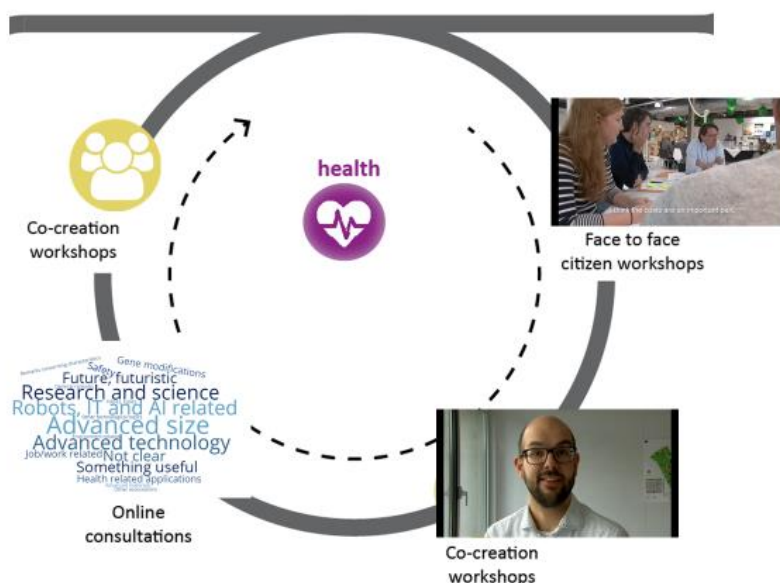 health
Co-creation
workshops
Face to face
citizen workshops
Gene modifications
Safety
Future, futuristic
Research and science
Robots, IT and AI related
Advanced size
Advanced technology
Job/work related
Not clear
Something useful
Health related applications
Online
consultations
Co-creation
workshops